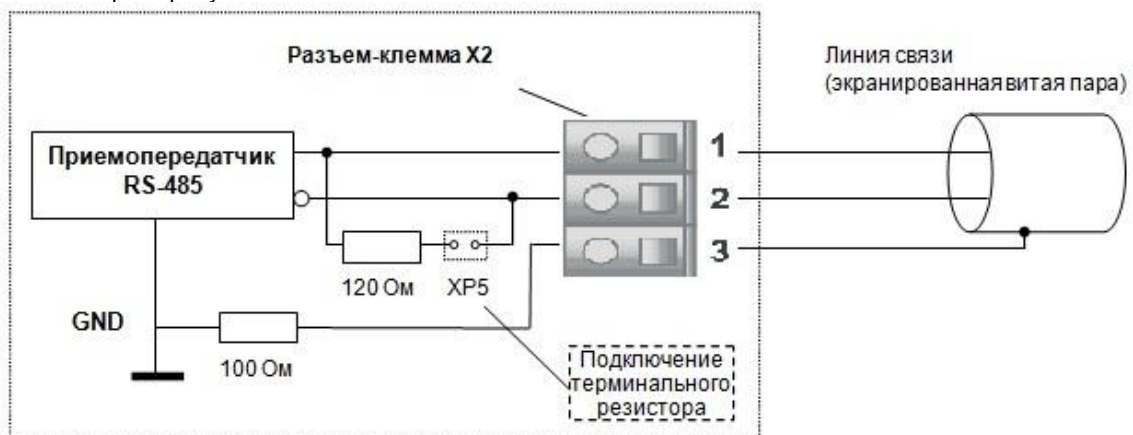 Разъем-клемма X2
Линия связи
(экранированная витая пара)
Приемопередатчик
RS-485
1
2
3
120 Ом
XP5
GND
100 Ом
Подключение
терминального
резистора